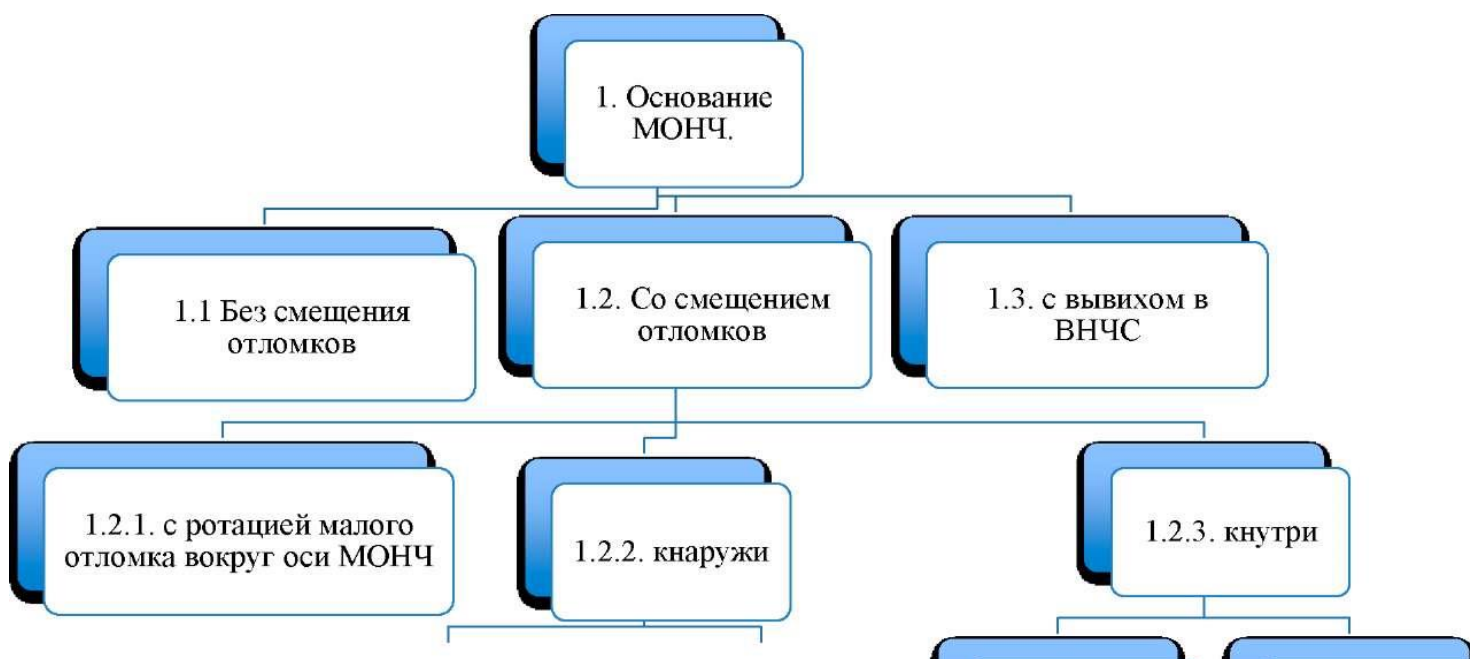 1. Основание
МОНЧ.
1.1 Без смещения
отломков
1.2. Со смещением
отломков
1.3. с вывихом в
ВНЧС
1.2.1. с ротацией малого
отломка вокруг оси МОНЧ
1.2.2. кнаружи
1.2.3. кнутри